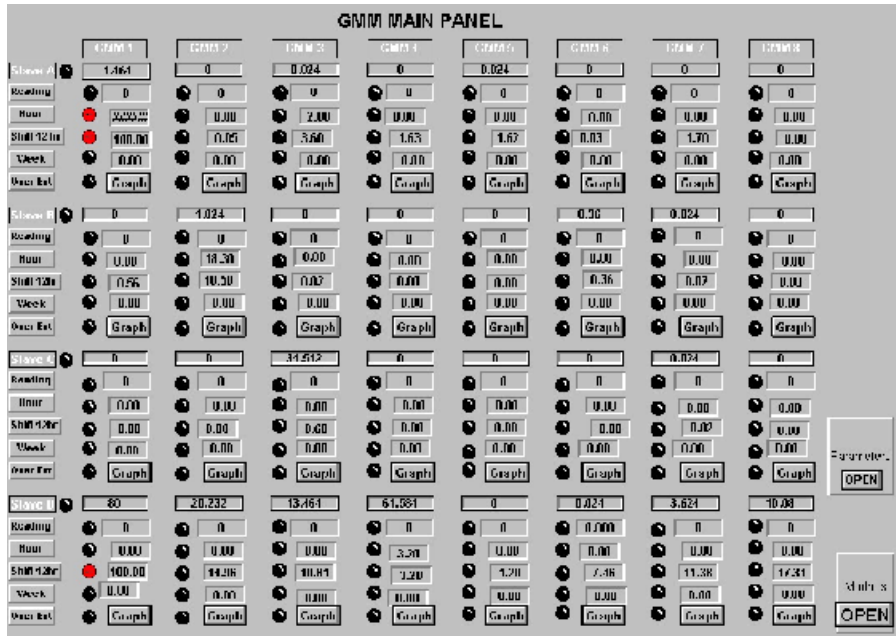 GMM MAIN PANEL
GMM 1 GMM 2 GMM 3 GMM 4 GMM 5 GMM 6 GMM 7 GMM 8
Slave A 1.464 0 0.024 0 0.024 0 0 0
Reading 0 0 0 0 0 0 0 0
Hour 0.00 2.00 0.00 0.00 0.00 0.00 0.00
Shift 12 hr 100.00 0.05 3.60 1.63 1.62 0.03 1.70 0.00
Week 0.00 0.00 0.00 0.00 0.00 0.00 0.00 0.00
Graph Graph Graph Graph Graph Graph Graph Graph
Slave B 0 1.024 0 0 0 0.36 0.024 0
Reading 0 0 0 0 0 0 0 0
Hour 0.00 18.30 0.00 0.00 0.00 0.00 0.00 0.00
Shift 12hr 0.56 0.02 0.00 0.00 0.36 0.02 0.00
Week 0.00 0.00 0.00 0.00 0.00 0.00 0.00 0.00
Graph Graph Graph Graph Graph Graph Graph Graph
Slave C 0 0 31.512 0 0 0 0.024 0
Reading 0 0 0 0 0 0 0 0
Hour 0.00 0.00 0.00 0.00 0.00 0.00 0.00 0.00
Shift 12hr 0.00 0.00 0.60 0.00 0.00 0.00 0.02 0.00
Week 0.00 0.00 0.00 0.00 0.00 0.00 0.00 0.00
Graph Graph Graph Graph Graph Graph Graph Graph
OPEN
Slave D 80 20.232 13.464 61.584 0 0.024 3.624 10.08
Reading 0 0 0 0 0 0.000 0 0
Hour 0.00 0.00 0.00 3.20 0.00 0.00 0.00 0.00
Shift 12hr 100.00 14.96 10.81 3.20 1.20 7.46 11.38 17.31
Week 0.00 0.00 0.00 0.00 0.00 0.00 0.00 0.00
Graph Graph Graph Graph Graph Graph Graph Graph
OPEN